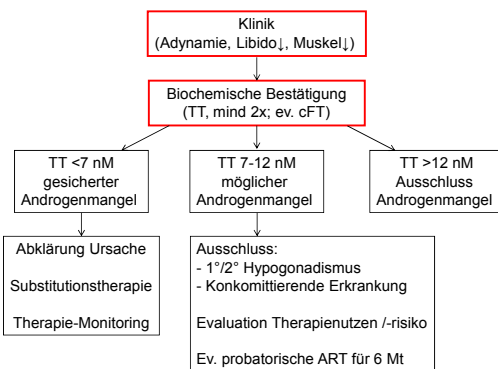 Klinik
(Adynamie, Libido↓, Muskel↓)
Biochemische Bestätigung
(TT, mind 2x; ev. cFT)
TT <7 nM
gesicherter
Androgenmangel
TT 7-12 nM
möglicher
Androgenmangel
TT >12 nM
Ausschluss
Androgenmangel
Abklärung Ursache
Substitutionstherapie
Therapie-Monitoring
Ausschluss:
- 1°/2° Hypogonadismus
- Konkomittierende Erkrankung
Evaluation Therapienutzen /-risiko
Ev. probatorische ART für 6 Mt